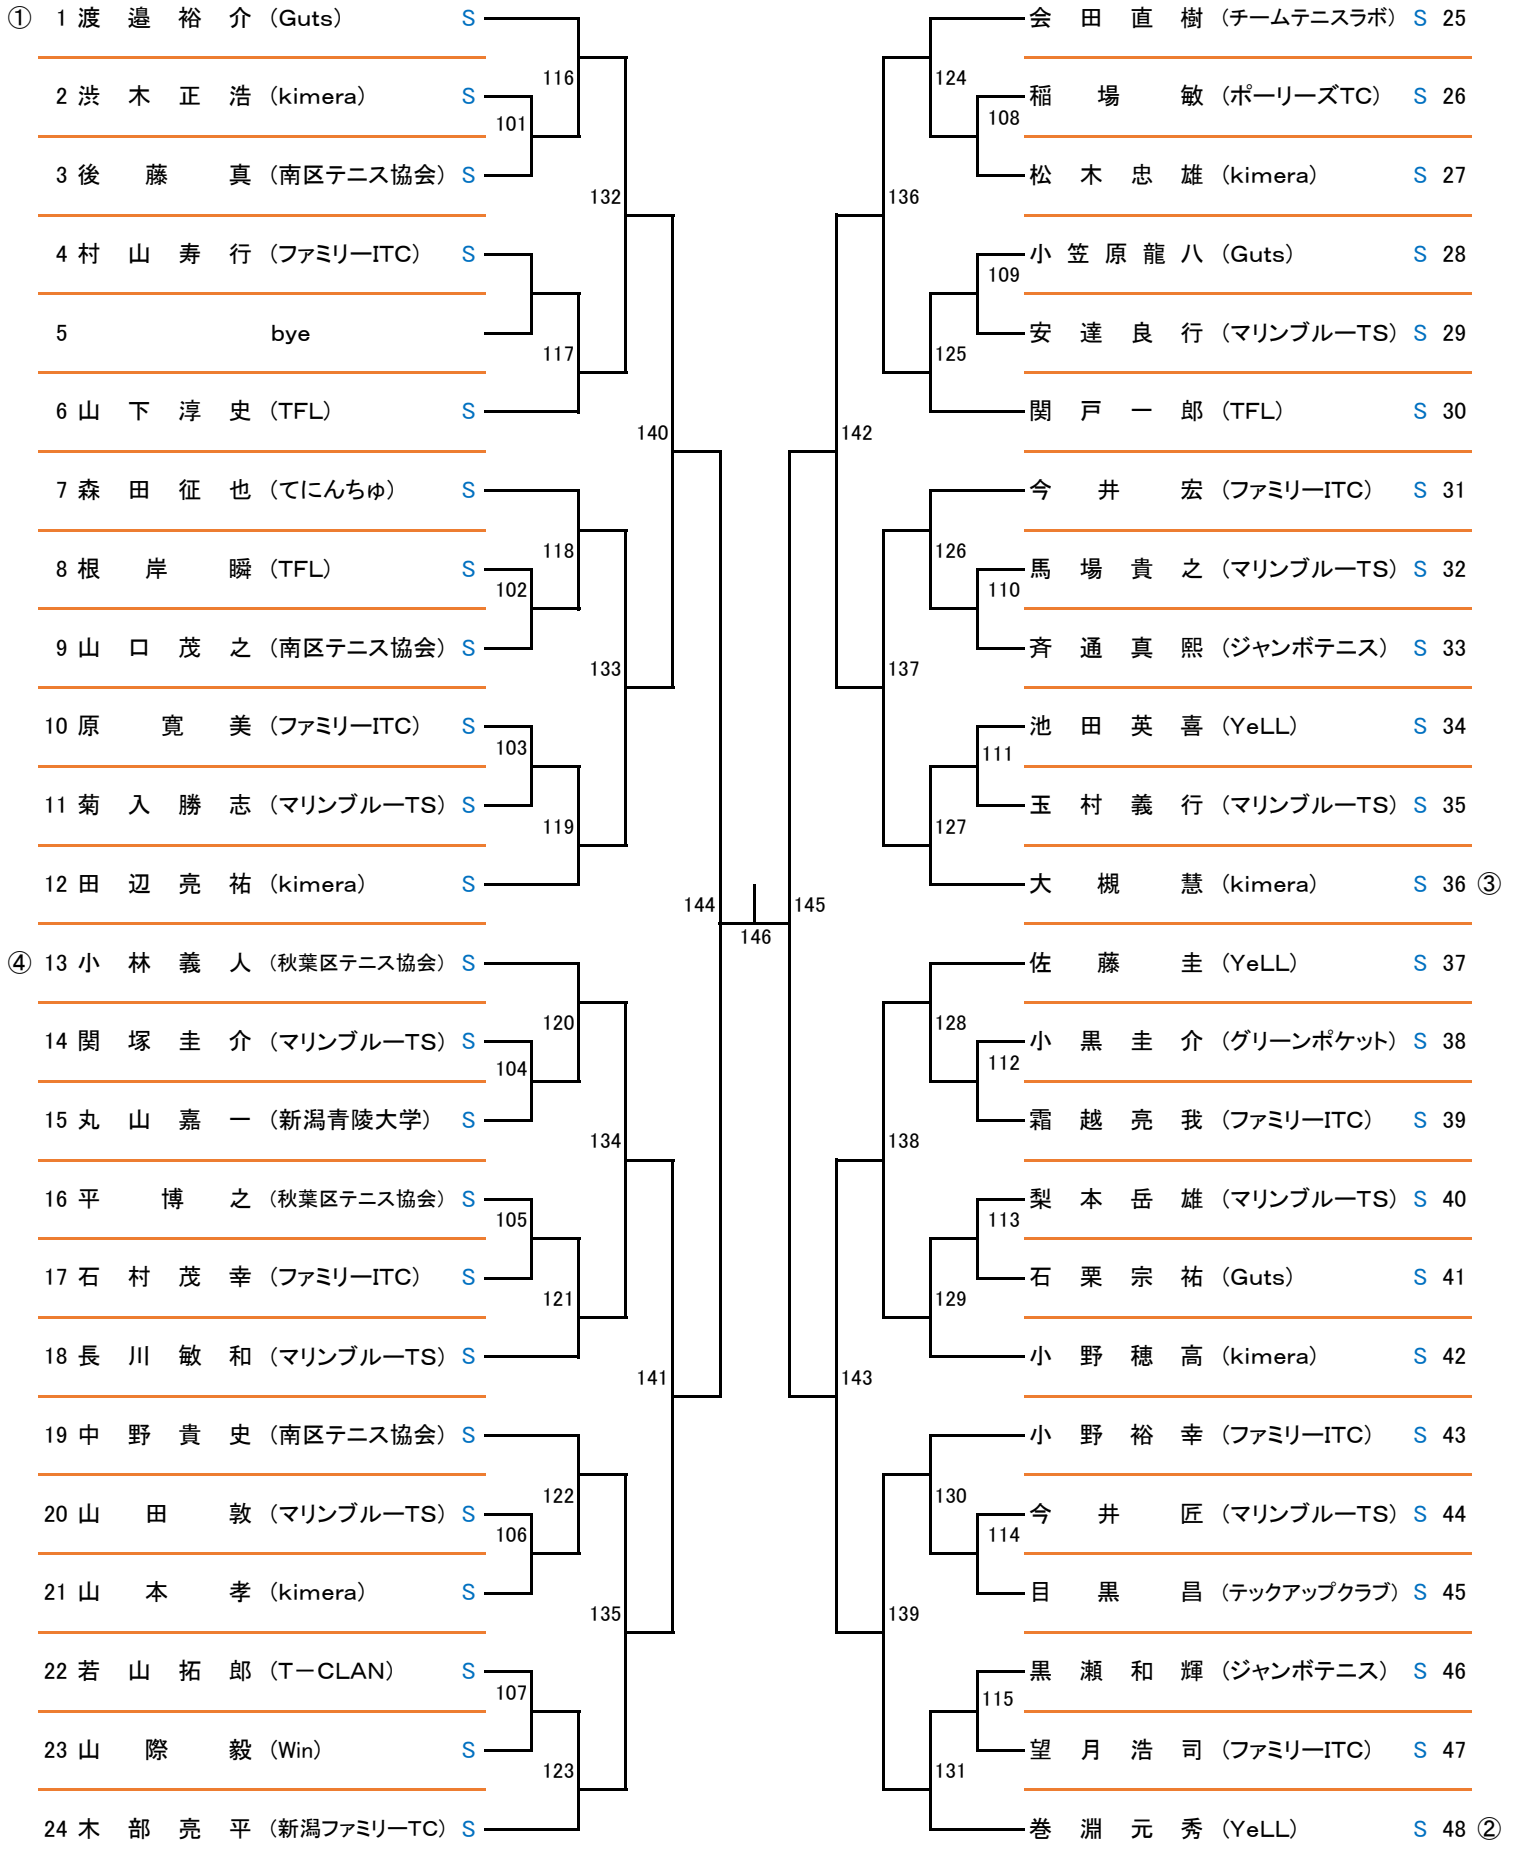 ① 1 渡邉裕介 (Guts) S
116
2 渋木正浩 (kimera) S
101
3 後藤真 (南区テニス協会) S
132
4 村山寿行 (ファミリーITC) S
5 bye
117
6 山下淳史 (TFL) S
140
7 森田征也 (てにんちゅ) S
118
8 根岸瞬 (TFL) S
102
9 山口茂之 (南区テニス協会) S
133
10 原寛美 (ファミリーITC) S
103
11 菊入勝志 (マリンブルーTS) S
119
12 田辺亮祐 (kimera) S
144
④ 13 小林義人 (秋葉区テニス協会) S
120
14 関塚圭介 (マリンブルーTS) S
104
15 丸山嘉一 (新潟青陵大学) S
134
16 平博之 (秋葉区テニス協会) S
105
17 石村茂幸 (ファミリーITC) S
121
18 長川敏和 (マリンブルーTS) S
141
19 中野貴史 (南区テニス協会) S
122
20 山田敦 (マリンブルーTS) S
106
21 山本孝 (kimera) S
135
22 若山拓郎 (T-CLAN) S
107
23 山際毅 (Win) S
123
24 木部亮平 (新潟ファミリーTC) S
146
会田直樹 (チームテニスラボ) S 25
124
稲場敏 (ポーリーズTC) S 26
108
松木忠雄 (kimera) S 27
136
小笠原龍八 (Guts) S 28
109
安達良行 (マリンブルーTS) S 29
125
関戸一郎 (TFL) S 30
142
今井宏 (ファミリーITC) S 31
126
馬場貴之 (マリンブルーTS) S 32
110
斉通真熙 (ジャンボテニス) S 33
137
池田英喜 (YeLL) S 34
111
玉村義行 (マリンブルーTS) S 35
127
大槻慧 (kimera) S 36 ③
145
佐藤圭 (YeLL) S 37
128
小黒圭介 (グリーンポケット) S 38
112
霜越亮我 (ファミリーITC) S 39
138
梨本岳雄 (マリンブルーTS) S 40
113
石栗宗祐 (Guts) S 41
129
小野穂高 (kimera) S 42
143
小野裕幸 (ファミリーITC) S 43
130
今井匠 (マリンブルーTS) S 44
114
目黒昌 (テックアップクラブ) S 45
139
黒瀬和輝 (ジャンボテニス) S 46
115
望月浩司 (ファミリーITC) S 47
131
巻淵元秀 (YeLL) S 48 ②